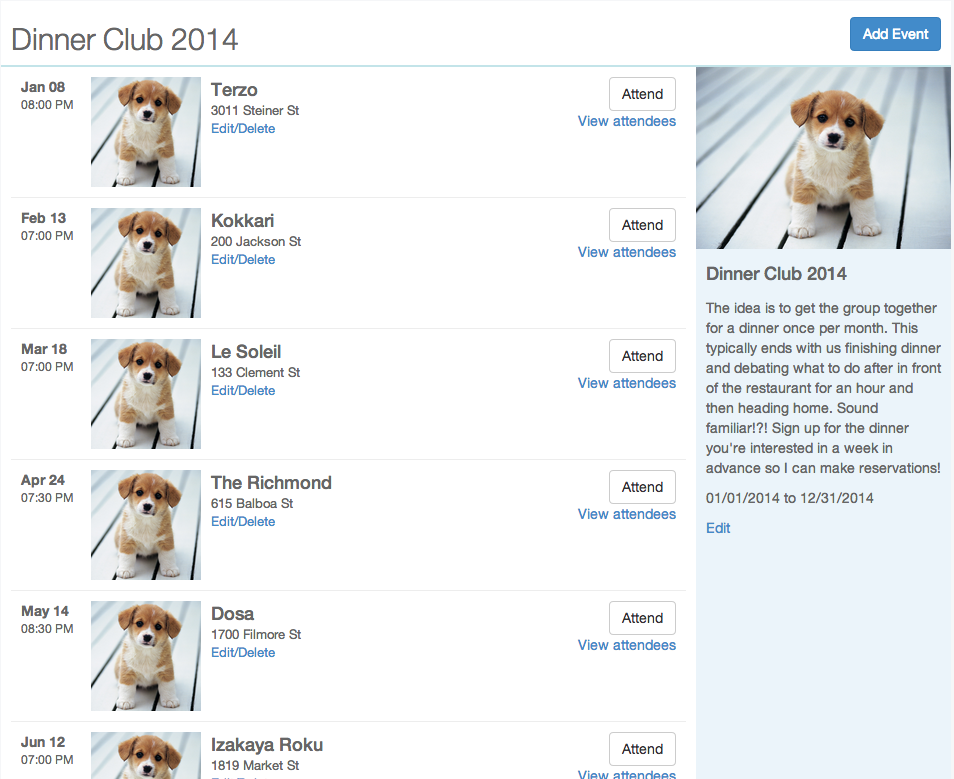 Dinner Club 2014
Add Event
Jan 08
08:00 PM
Terzo
3011 Steiner St
Edit/Delete
Attend
View attendees
Feb 13
07:00 PM
Kokkari
200 Jackson St
Edit/Delete
Attend
View attendees
Mar 18
07:00 PM
Le Soleil
133 Clement St
Edit/Delete
Attend
View attendees
Apr 24
07:30 PM
The Richmond
615 Balboa St
Edit/Delete
Attend
View attendees
May 14
08:30 PM
Dosa
1700 Filmore St
Edit/Delete
Attend
View attendees
Jun 12
07:00 PM
Izakaya Roku
1819 Market St
Attend
View attendees
Dinner Club 2014
The idea is to get the group together
for a dinner once per month. This
typically ends with us finishing dinner
and debating what to do after in front
of the restaurant for an hour and
then heading home. Sound
familiar!?! Sign up for the dinner
you're interested in a week in
advance so I can make reservations!
01/01/2014 to 12/31/2014
Edit